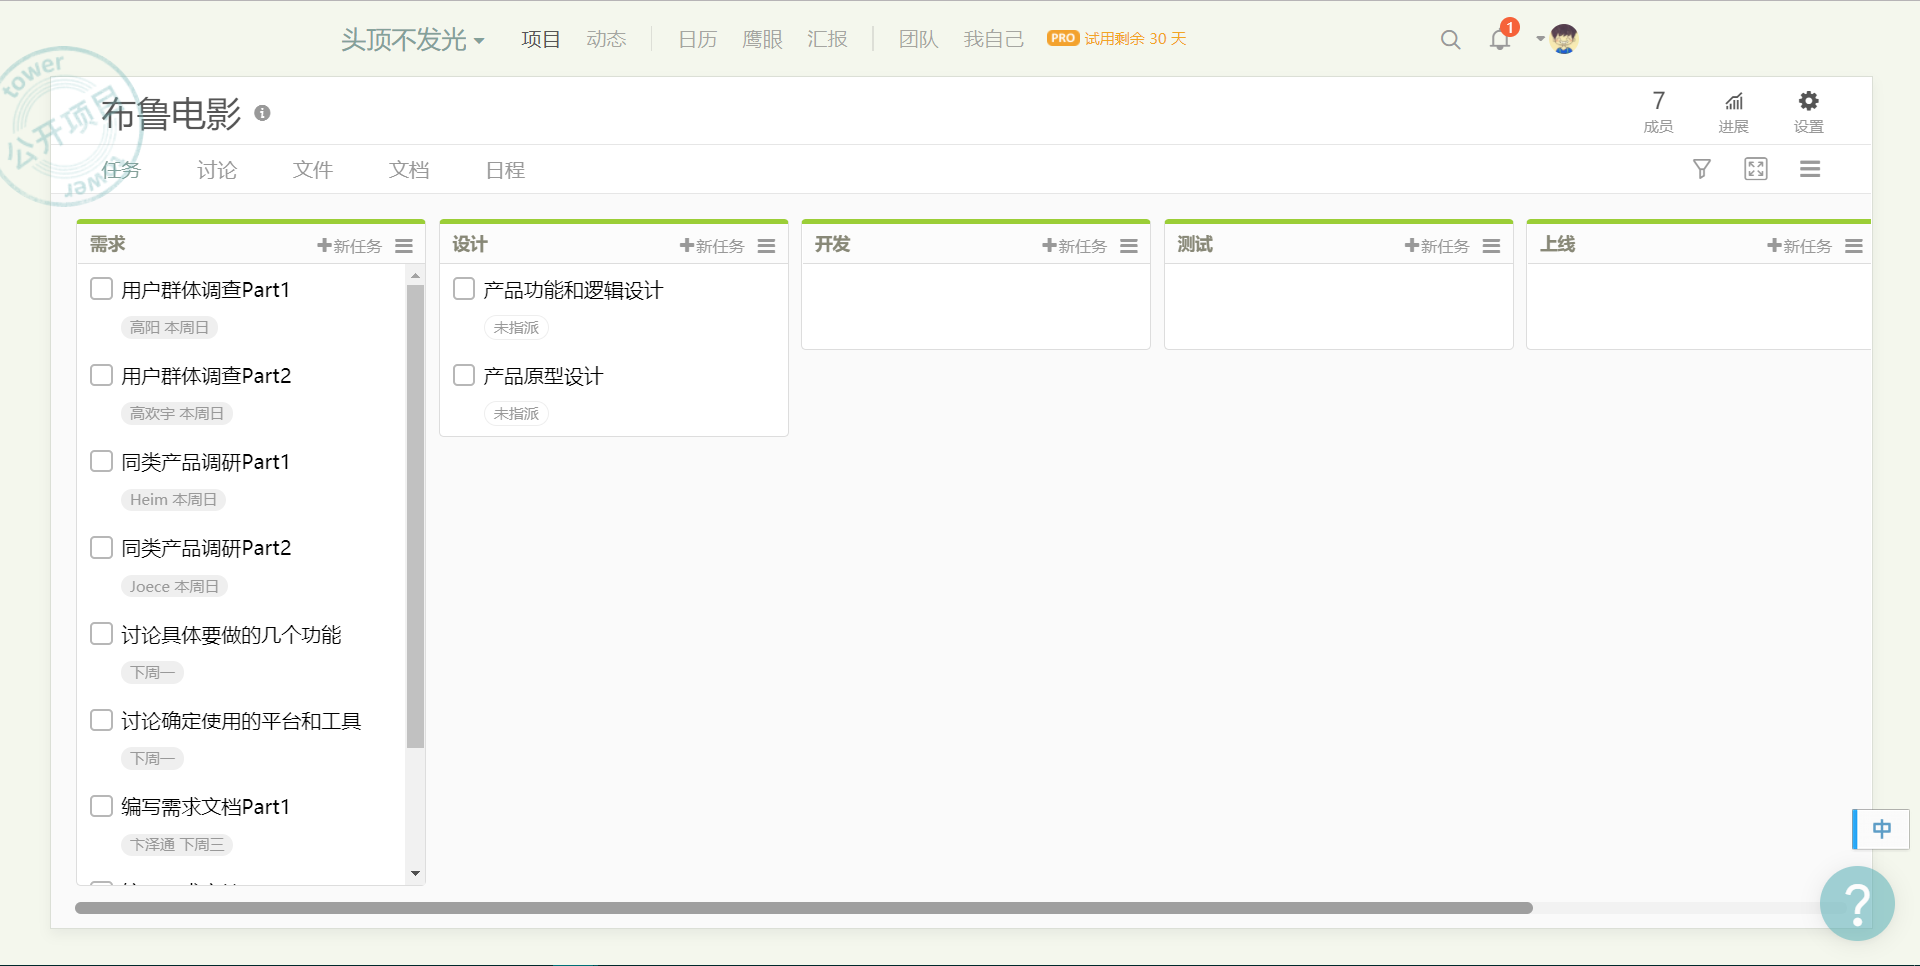 头顶不发光
项目 动态 日历 鹰眼 汇报 团队 我自己 PRO 试用剩余 30 天
1
tower
公开项目
tower
布鲁电影
7
成员
进展
设置
任务 讨论 文件 文档 日程
需求 新任务
用户群体调查Part1
高阳 本周日
用户群体调查Part2
高欢宇 本周日
同类产品调研Part1
Heim 本周日
同类产品调研Part2
Joece 本周日
讨论具体要做的几个功能
下周一
讨论确定使用的平台和工具
下周一
编写需求文档Part1
卞泽通 下周三
设计 新任务
产品功能和逻辑设计
未指派
产品原型设计
未指派
开发 新任务
测试 新任务
上线 新任务
中
?